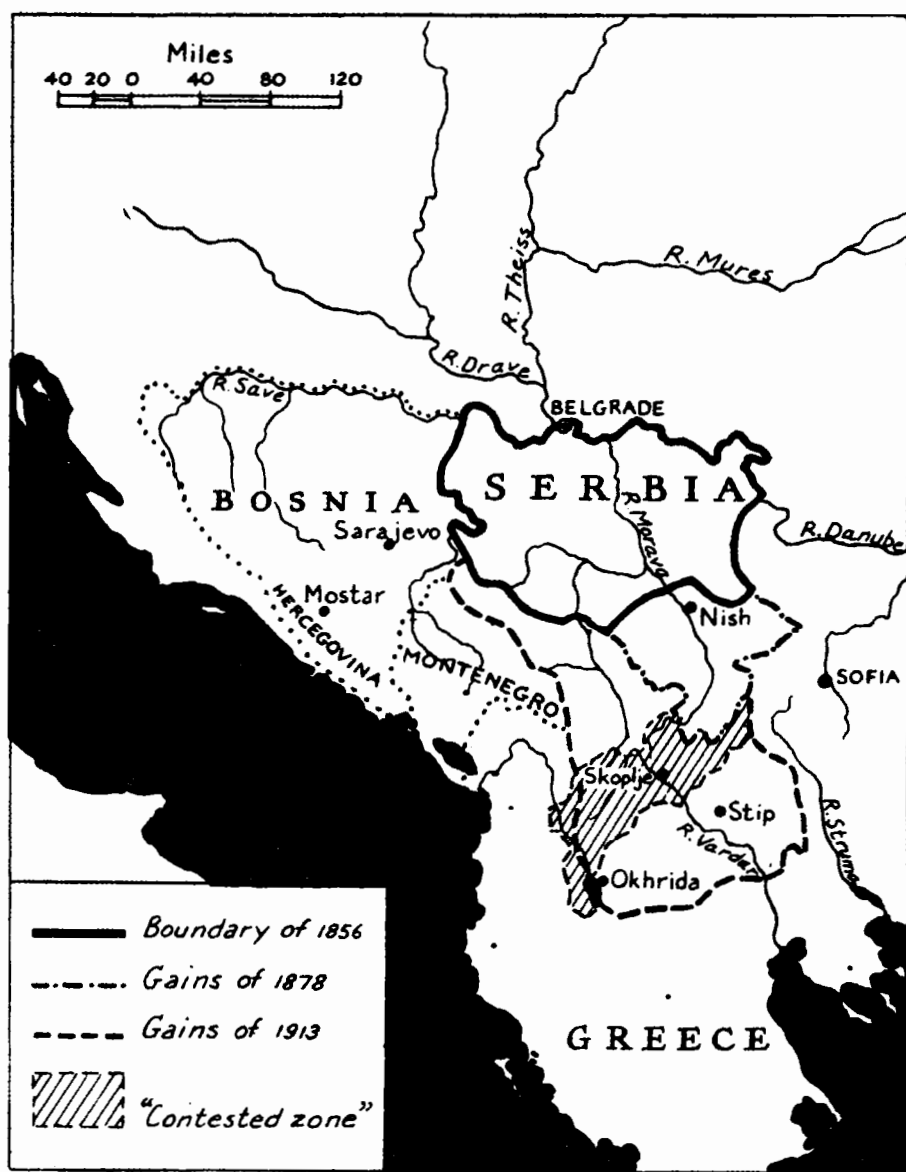 Miles
40 20 0 40 80 120
R. Theiss
R. Mures
R. Drave
R. Save
BELGRADE
SERBIA
BOSNIA
R. Morava
R. Danube
Sarajevo
Mostar
HERCEGOVINA
Nish
MONTENEGRO
SOFIA
Skoplje
Stip
R. Vardar
R. Struma
Okhrida
GREECE
Boundary of 1856
Gains of 1878
Gains of 1913
"Contested zone"